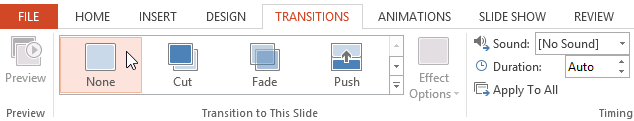 FILE HOME INSERT DESIGN TRANSITIONS ANIMATIONS SLIDE SHOW REVIEW
Preview
None Cut Fade Push
Effect
Options
Sound: [No Sound]
Duration: Auto
Apply To All
Preview Transition to This Slide Timing